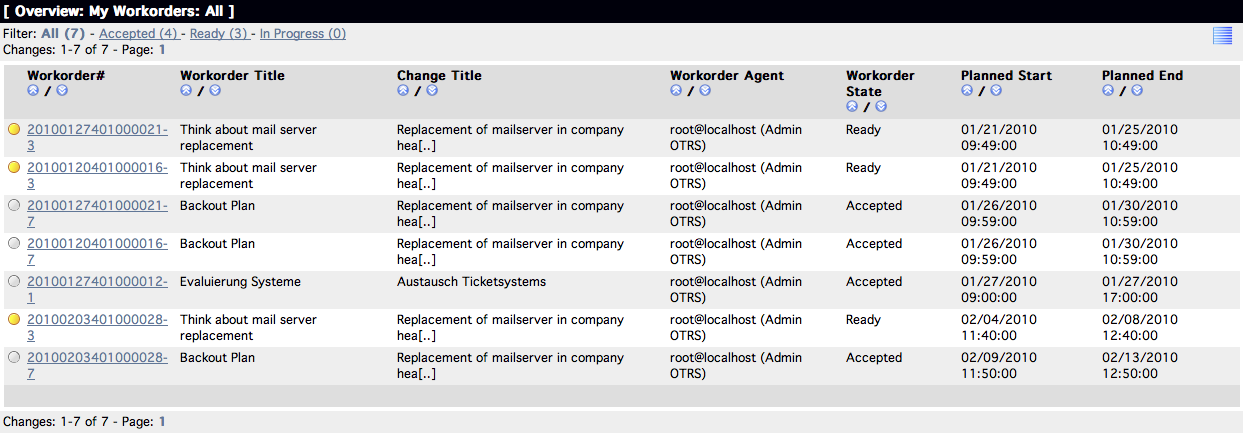 [ Overview: My Workorders: All ]
Filter: All (7) - Accepted (4) - Ready (3) - In Progress (0)
Changes: 1-7 of 7 - Page: 1
Workorder# Workorder Title Change Title Workorder Agent Workorder Planned Start Planned End
/ / / / State / /
/
20100127401000021- Think about mail server Replacement of mailserver in company root@localhost (Admin Ready 01/21/2010 01/25/2010
3 replacement hea[..] OTRS) 09:49:00 10:49:00
20100120401000016- Think about mail server Replacement of mailserver in company root@localhost (Admin Ready 01/21/2010 01/25/2010
3 replacement hea[..] OTRS) 09:49:00 10:49:00
20100127401000021- Backout Plan Replacement of mailserver in company root@localhost (Admin Accepted 01/26/2010 01/30/2010
7 hea[..] OTRS) 09:59:00 10:59:00
20100120401000016- Backout Plan Replacement of mailserver in company root@localhost (Admin Accepted 01/26/2010 01/30/2010
7 hea[..] OTRS) 09:59:00 10:59:00
20100127401000012- Evaluierung Systeme Austausch Ticketsystems root@localhost (Admin Accepted 01/27/2010 01/27/2010
1 OTRS) 09:00:00 17:00:00
20100203401000028- Think about mail server Replacement of mailserver in company root@localhost (Admin Ready 02/04/2010 02/08/2010
3 replacement hea[..] OTRS) 11:40:00 12:40:00
20100203401000028- Backout Plan Replacement of mailserver in company root@localhost (Admin Accepted 02/09/2010 02/13/2010
7 hea[..] OTRS) 11:50:00 12:50:00
Changes: 1-7 of 7 - Page: 1